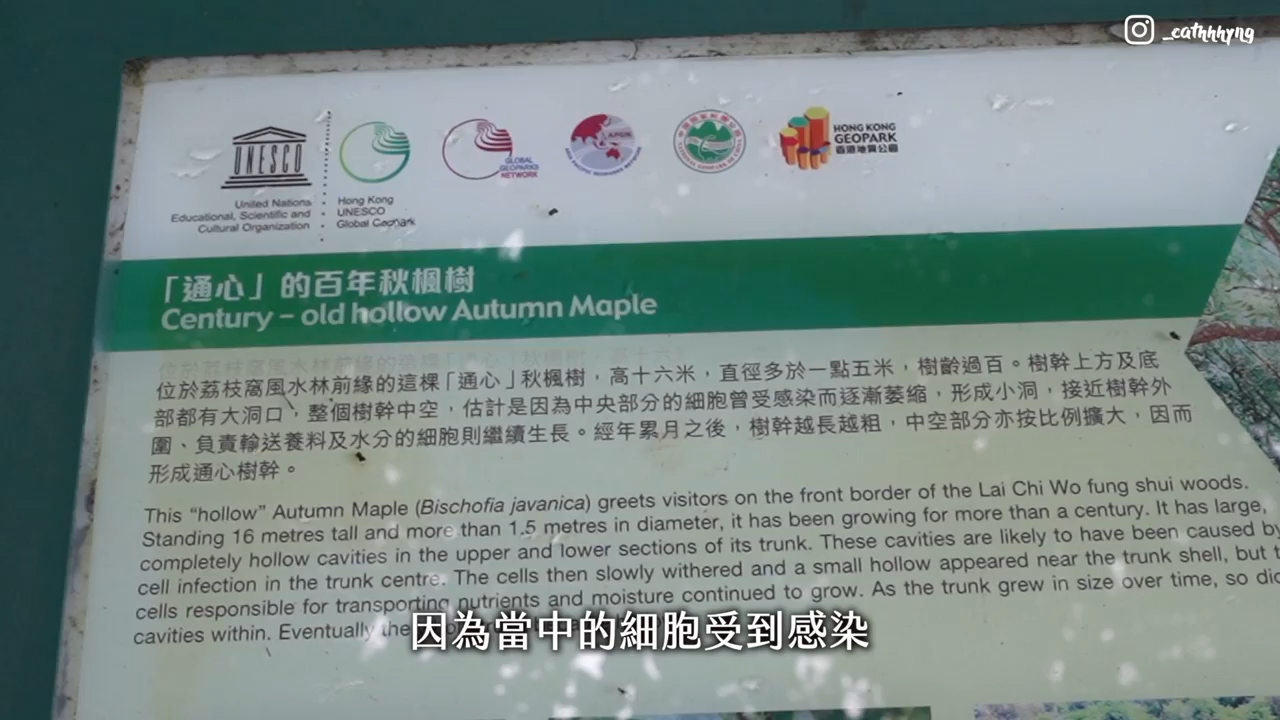 _cathhhyng
UNESCO
United Nations
Educational, Scientific and
Cultural Organization
Hong Kong
UNESCO
Global Geopark
GLOBAL
GEOPARKS
NETWORK
APGN
HONG KONG
GEOPARK
香港地質公園
「通心」的百年秋楓樹
Century – old hollow Autumn Maple
位於荔枝窩風水林前緣的這棵「通心」秋楓樹，高十六米，直徑多於一點五米，樹齡過百。樹幹上方及底
部都有大洞口，整個樹幹中空，估計是因為中央部分的細胞曾受感染而逐漸萎縮，形成小洞，接近樹幹外
圍、負責輸送養料及水分的細胞則繼續生長。經年累月之後，樹幹越長越粗，中空部分亦按比例擴大，因而
形成通心樹幹。
This “hollow” Autumn Maple (Bischofia javanica) greets visitors on the front border of the Lai Chi Wo fung shui woods.
Standing 16 metres tall and more than 1.5 metres in diameter, it has been growing for more than a century. It has large,
completely hollow cavities in the upper and lower sections of its trunk. These cavities are likely to have been caused by
cell infection in the trunk centre. The cells then slowly withered and a small hollow appeared near the trunk shell, but
cells responsible for transporting nutrients and moisture continued to grow. As the trunk grew in size over time, so
cavities within. Eventually
因為當中的細胞受到感染